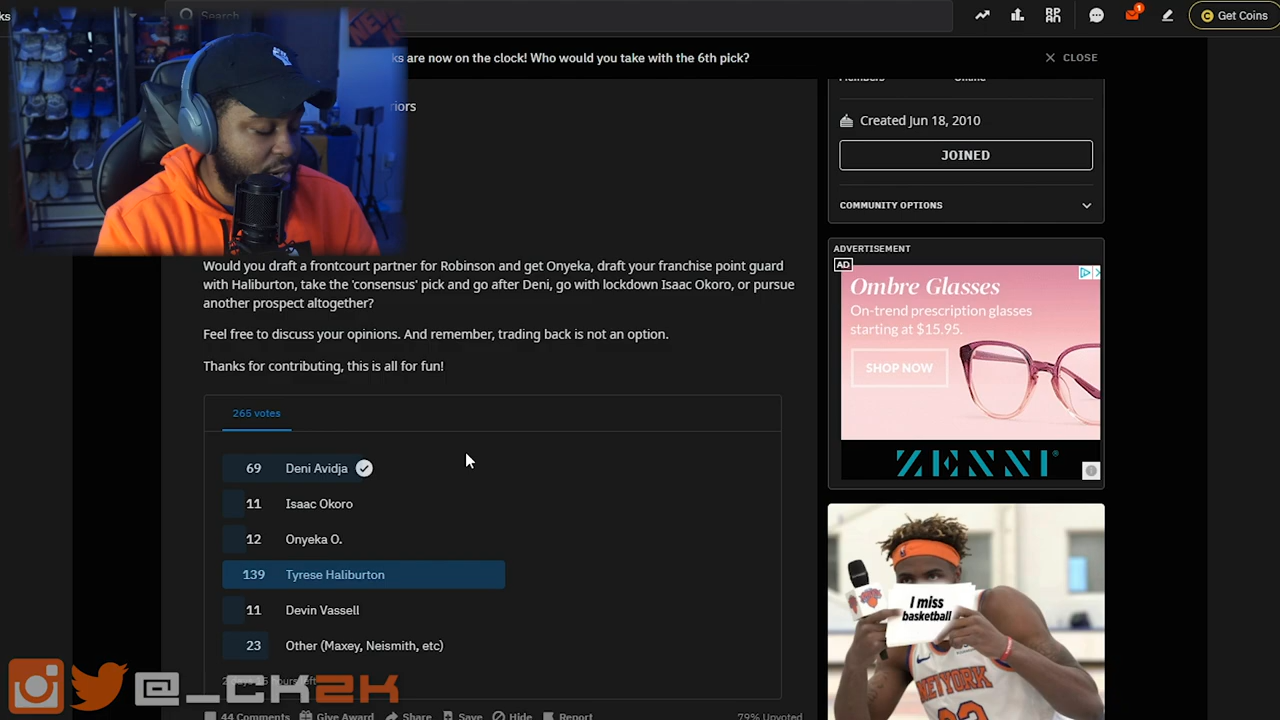 ks
Search
1
Get Coins
ks are now on the clock! Who would you take with the 6th pick?
CLOSE
riors
Members Online
Created Jun 18, 2010
JOINED
COMMUNITY OPTIONS
Would you draft a frontcourt partner for Robinson and get Onyeka, draft your franchise point guard
with Haliburton, take the 'consensus' pick and go after Deni, go with lockdown Isaac Okoro, or pursue
another prospect altogether?
Feel free to discuss your opinions. And remember, trading back is not an option.
Thanks for contributing, this is all for fun!
265 votes
69 Deni Avidja
11 Isaac Okoro
12 Onyeka O.
139 Tyrese Haliburton
11 Devin Vassell
23 Other (Maxey, Neismith, etc)
44 Comments Give Award Share Save Hide Report 79% Upvoted
ADVERTISEMENT
AD
Ombre Glasses
On-trend prescription glasses
starting at $15.95.
SHOP NOW
ZENNI
I miss
basketball
NEW YORK
@_CK2K